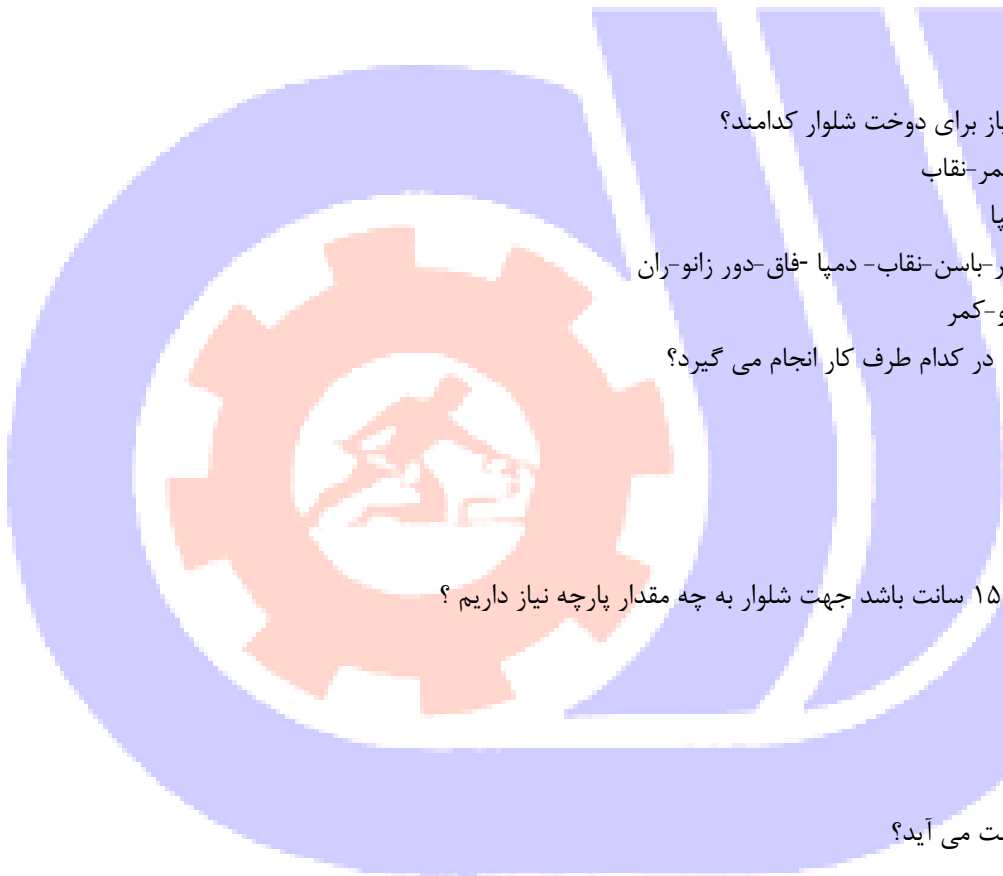 باز برای دوخت شلوار کدامند؟
مر-نقاب
پا
ر-باسن-نقاب- دمپا -فاق-دور زانو-ران
و-کمر
در کدام طرف کار انجام می گیرد؟
۱۵ سانت باشد جهت شلوار به چه مقدار پارچه نیاز داریم ؟
ت می آید؟